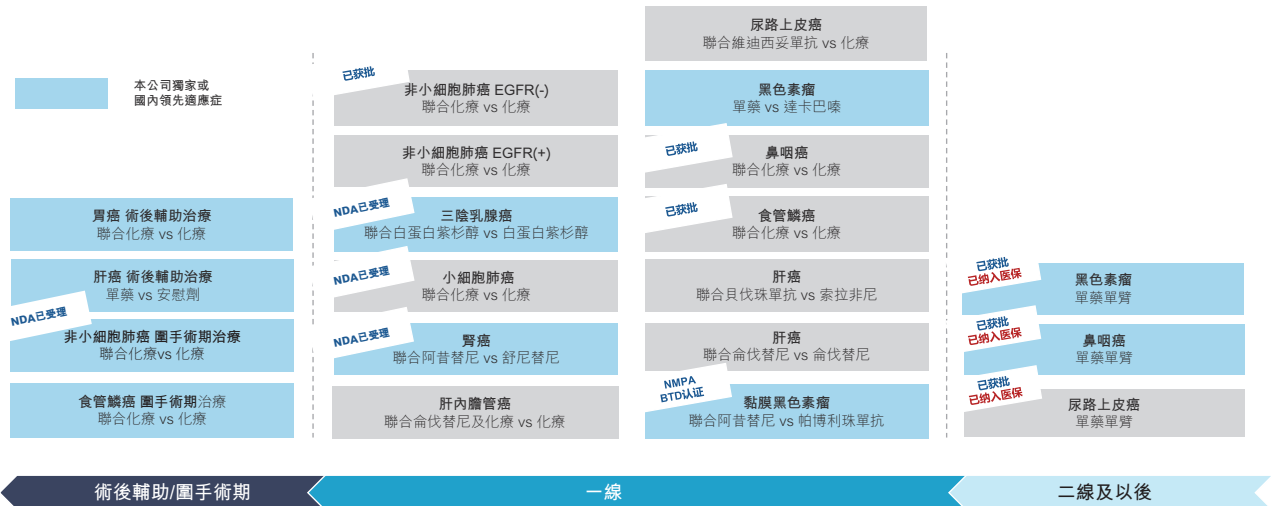 本公司獨家或
國內領先適應症
胃癌 術後輔助治療
聯合化療 vs 化療
肝癌 術後輔助治療
單藥 vs 安慰劑
NDA已受理
非小細胞肺癌 圍手術期治療
聯合化療vs 化療
食管鱗癌 圍手術期治療
聯合化療 vs 化療
已获批
非小細胞肺癌 EGFR(-)
聯合化療 vs 化療
非小細胞肺癌 EGFR(+)
聯合化療 vs 化療
NDA已受理
三陰乳腺癌
聯合白蛋白紫杉醇 vs 白蛋白紫杉醇
NDA已受理
小細胞肺癌
聯合化療 vs 化療
NDA已受理
腎癌
聯合阿昔替尼 vs 舒尼替尼
肝內膽管癌
聯合侖伐替尼及化療 vs 化療
尿路上皮癌
聯合維迪西妥單抗 vs 化療
黑色素瘤
單藥 vs 達卡巴嗪
已获批
鼻咽癌
聯合化療 vs 化療
已获批
食管鱗癌
聯合化療 vs 化療
肝癌
聯合貝伐珠單抗 vs 索拉非尼
肝癌
聯合侖伐替尼 vs 侖伐替尼
NMPA
BTD认证
黏膜黑色素瘤
聯合阿昔替尼 vs 帕博利珠單抗
已获批
已纳入医保
黑色素瘤
單藥單臂
已获批
已纳入医保
鼻咽癌
單藥單臂
已获批
已纳入医保
尿路上皮癌
單藥單臂
術後輔助/圍手術期
一線
二線及以後